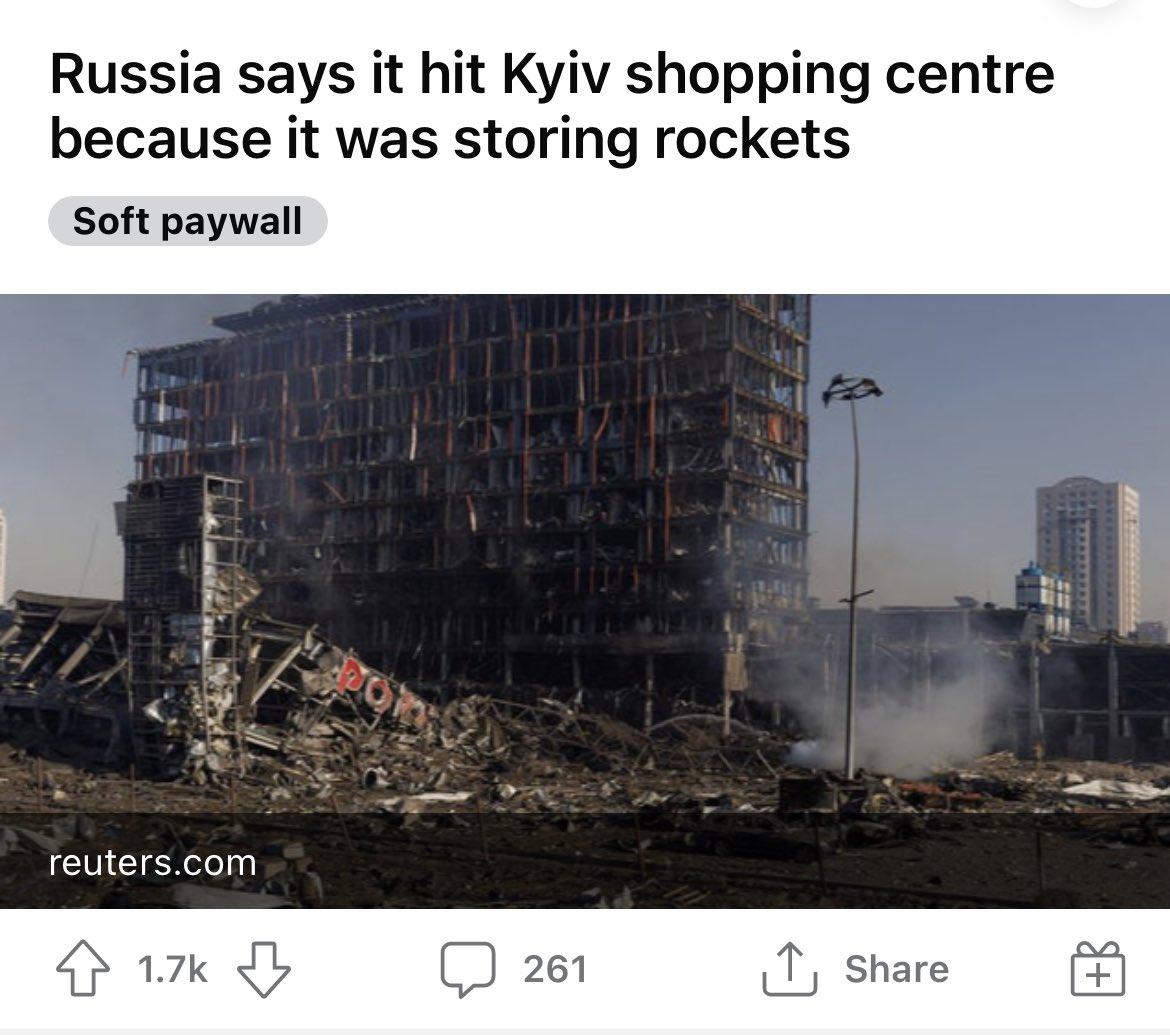 Russia says it hit Kyiv shopping centre
because it was storing rockets
Soft paywall
reuters.com
1.7k
261
Share